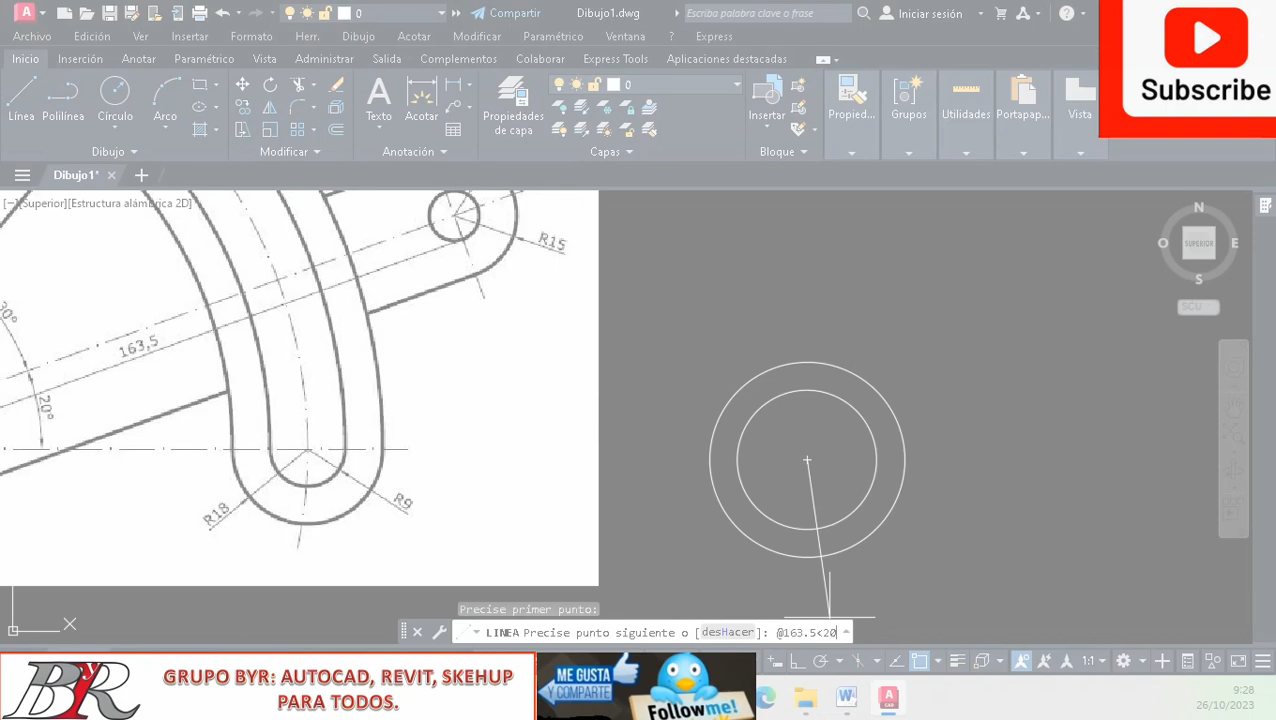 0
Compartir
Dibujo1.dwg
Escriba palabra clave o frase
Iniciar sesión
Subscribe
Archivo
Edición
Ver
Insertar
Formato
Herr.
Dibujo
Acotar
Modificar
Paramétrico
Ventana
?
Express
Inicio
Inserción
Anotar
Paramétrico
Vista
Administrar
Salida
Complementos
Colaborar
Express Tools
Aplicaciones destacadas
0
Línea
Polilínea
Círculo
Arco
Texto
Acotar
Propiedades
de capa
Insertar
Propied...
Grupos
Utilidades
Portapap...
Vista
Dibujo
Modificar
Anotación
Capas
Bloque
Dibujo1*
[−][Superior][Estructura alámbrica 2D]
N
O
SUPERIOR
E
S
SCU
R15
30°
163,5
20°
R18
R9
X
Precise primer punto:
LINEA Precise punto siguiente o [desHacer]: @163.5<20
1:1
ByR
GRUPO BYR: AUTOCAD, REVIT, SKEHUP
PARA TODOS.
ME GUSTA
Y COMPARTE
Followme!
9:28
26/10/2023